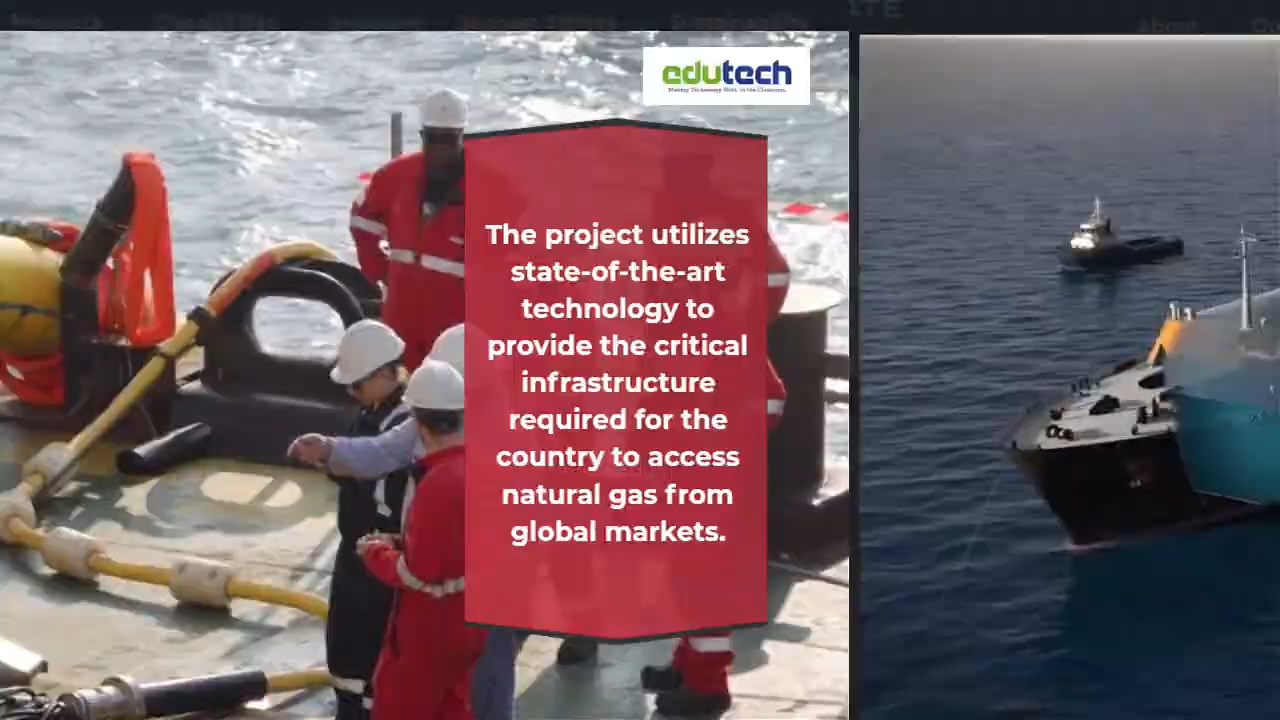 edutech
The project utilizes
state-of-the-art
technology to
provide the critical
infrastructure
required for the
country to access
natural gas from
global markets.